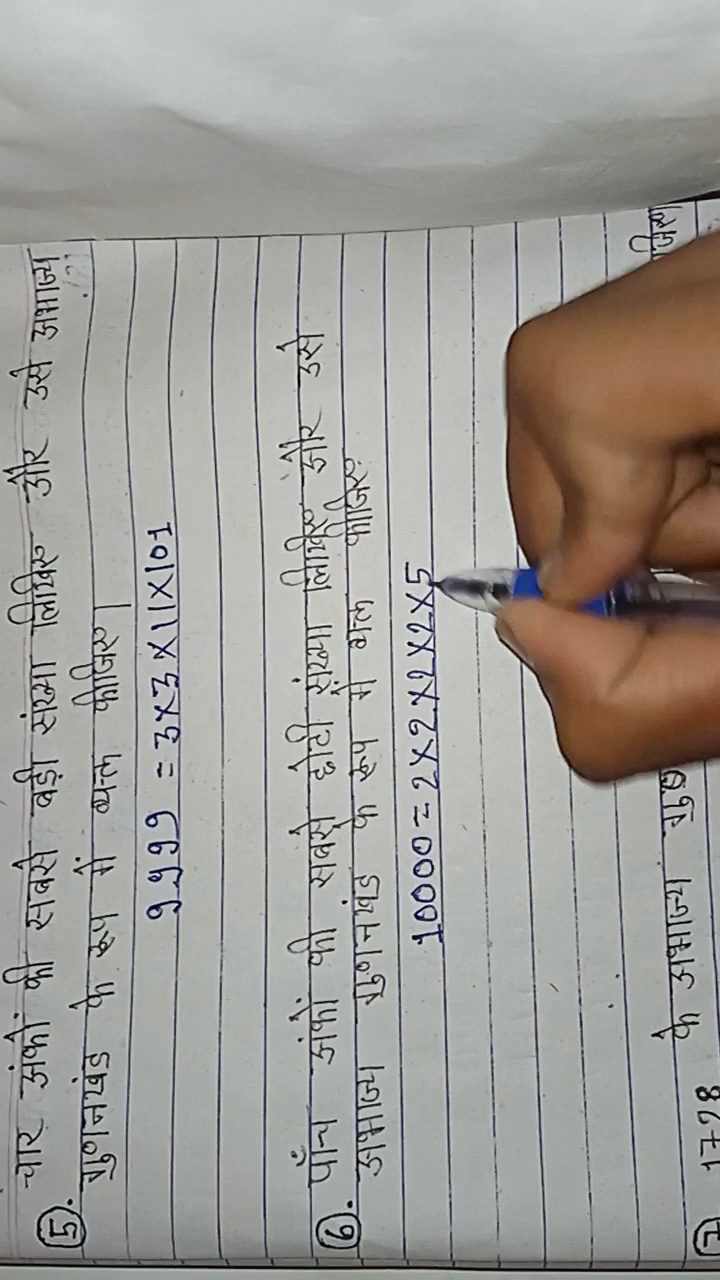 5. चार अंकों की सबसे बड़ी संख्या लिखिए और उसे अभाज्य
गुणनखंड के रूप में व्यक्त कीजिए।
9999 = 3×3×11×101
6. पाँच अंकों की सबसे छोटी संख्या लिखिए और उसे
अभाज्य गुणनखंड के रूप में व्यक्त कीजिए
10000 = 2×2×2×2×5
7 1728 के अभाज्य